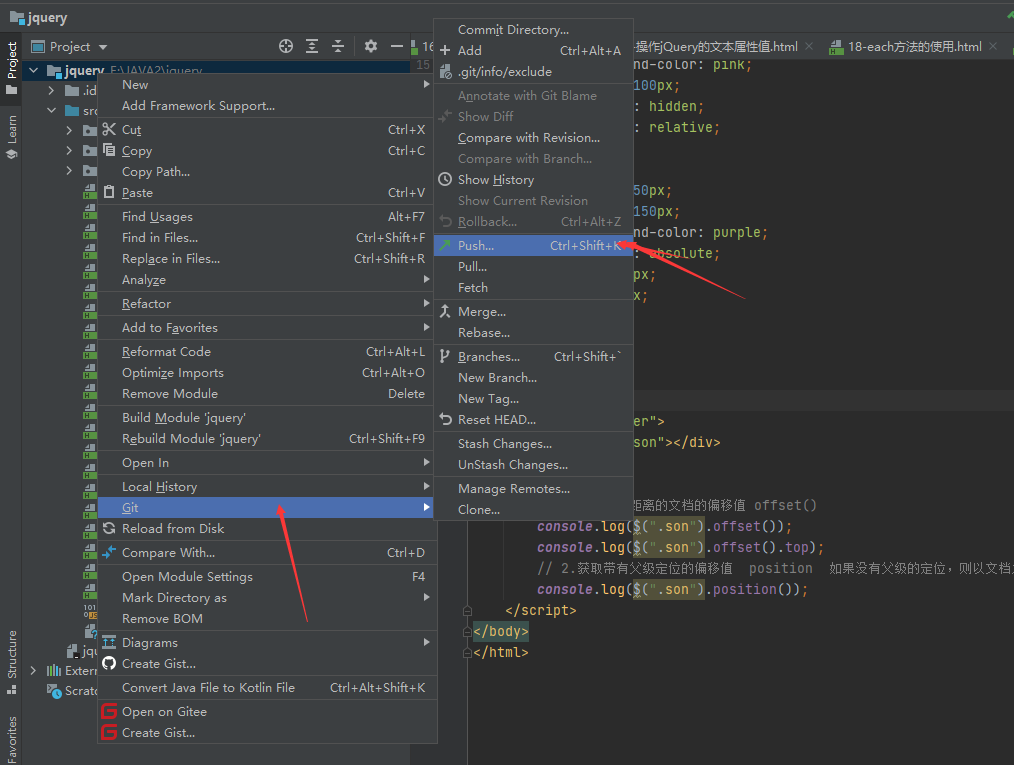 jquery
Project
Project
Learn
Structure
Favorites
jquery E:\JAVA2\jquery
.id
src
Extern
Scratc
New
Add Framework Support...
Cut Ctrl+X
Copy Ctrl+C
Copy Path...
Paste Ctrl+V
Find Usages Alt+F7
Find in Files... Ctrl+Shift+F
Replace in Files... Ctrl+Shift+R
Analyze
Refactor
Add to Favorites
Reformat Code Ctrl+Alt+L
Optimize Imports Ctrl+Alt+O
Remove Module Delete
Build Module 'jquery'
Rebuild Module 'jquery' Ctrl+Shift+F9
Open In
Local History
Git
Reload from Disk
Compare With... Ctrl+D
Open Module Settings F4
Mark Directory as
Remove BOM
Diagrams
Create Gist...
Convert Java File to Kotlin File Ctrl+Alt+Shift+K
Open on Gitee
Create Gist...
Commit Directory...
Add Ctrl+Alt+A
.git/info/exclude
Annotate with Git Blame
Show Diff
Compare with Revision...
Compare with Branch...
Show History
Show Current Revision
Rollback... Ctrl+Alt+Z
Push... Ctrl+Shift+K
Pull...
Fetch
Merge...
Rebase...
Branches... Ctrl+Shift+`
New Branch...
New Tag...
Reset HEAD...
Stash Changes...
UnStash Changes...
Manage Remotes...
Clone...
16
-操作jQuery的文本属性值.html
18-each方法的使用.html
15
nd-color: pink;
100px;
: hidden;
: relative;
50px;
150px;
nd-color: purple;
: absolute;
px;
x;
er">
son"></div>
距离的文档的偏移值 offset()
console.log($(".son").offset());
console.log($(".son").offset().top);
// 2.获取带有父级定位的偏移值 position 如果没有父级的定位，则以文档
console.log($(".son").position());
</script>
</body>
</html>